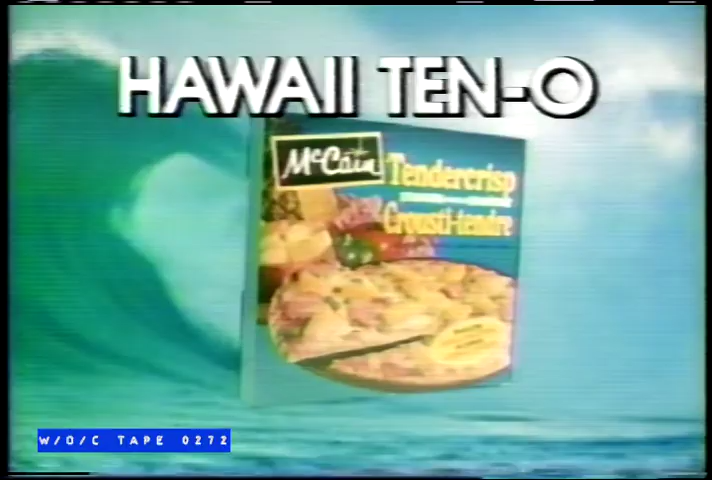 HAWAII TEN-O
McCain
Tendercrisp
Crousti-tendre
W/O/C TAPE 0272